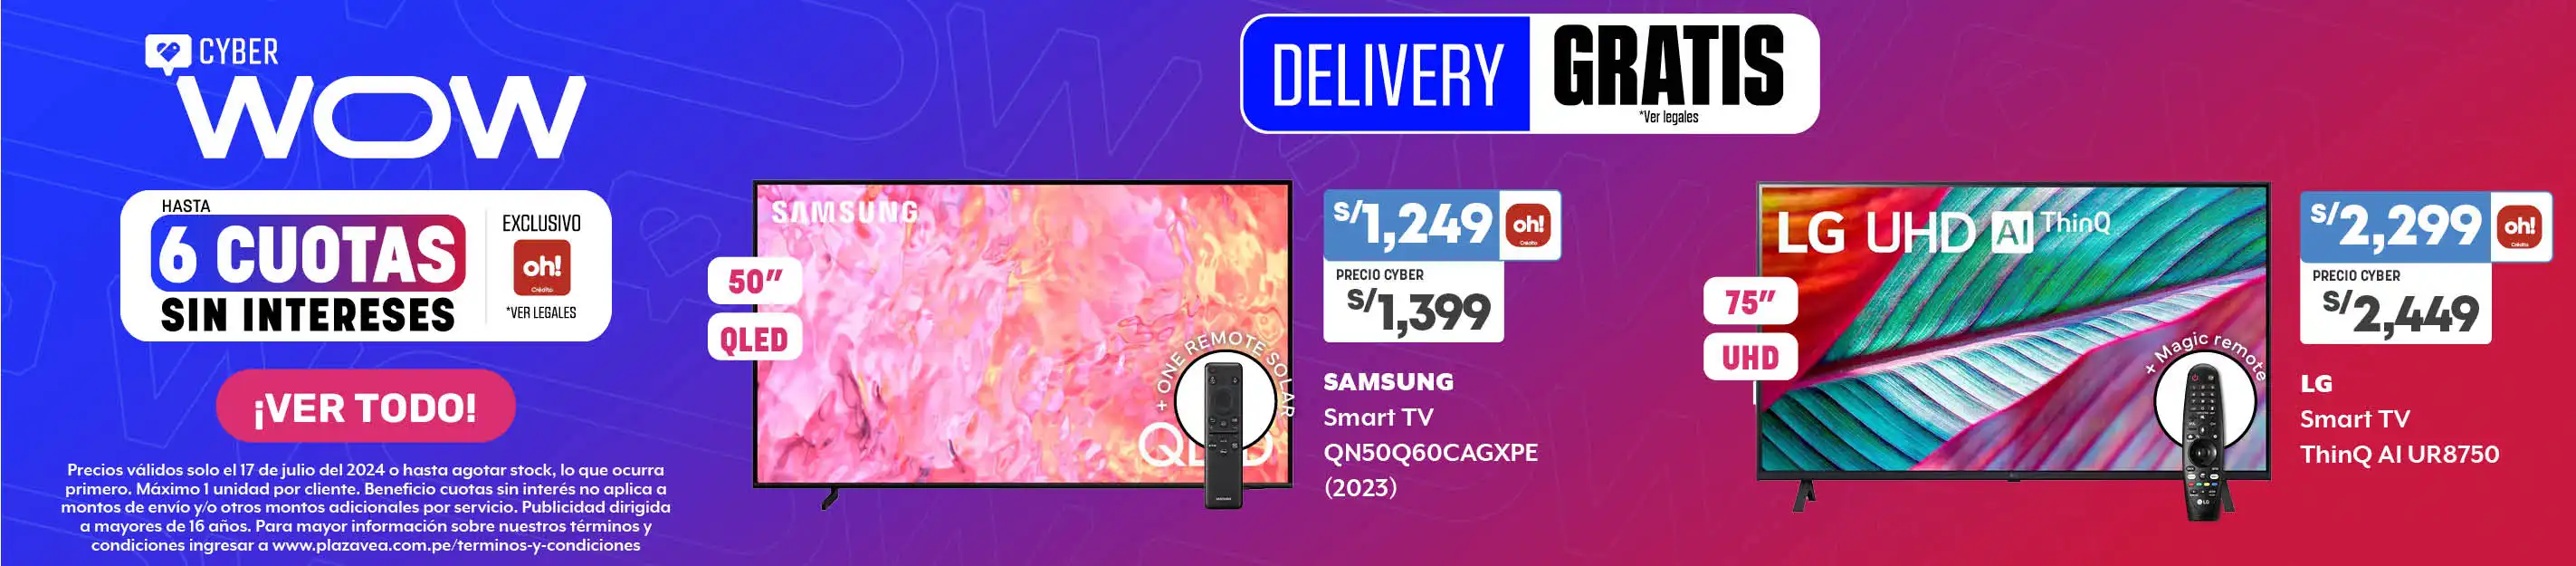 CYBER
WOW
HASTA
6 CUOTAS
SIN INTERESES
EXCLUSIVO
oh!
Crédito
*VER LEGALES
¡VER TODO!
Precios válidos solo el 17 de julio del 2024 o hasta agotar stock, lo que ocurra
primero. Máximo 1 unidad por cliente. Beneficio cuotas sin interés no aplica a
montos de envío y/o otros montos adicionales por servicio. Publicidad dirigida
a mayores de 16 años. Para mayor información sobre nuestros términos y
condiciones ingresar a www.plazavea.com.pe/terminos-y-condiciones
DELIVERY GRATIS
*Ver legales
SAMSUNG
50"
QLED
+ ONE REMOTE SOLAR
QLED
S/1,249
oh!
Crédito
PRECIO CYBER
S/1,399
SAMSUNG
Smart TV
QN50Q60CAGXPE
(2023)
LG UHD AI ThinQ
75"
UHD
+ Magic remote
LG
S/2,299
oh!
Crédito
PRECIO CYBER
S/2,449
LG
Smart TV
ThinQ AI UR8750